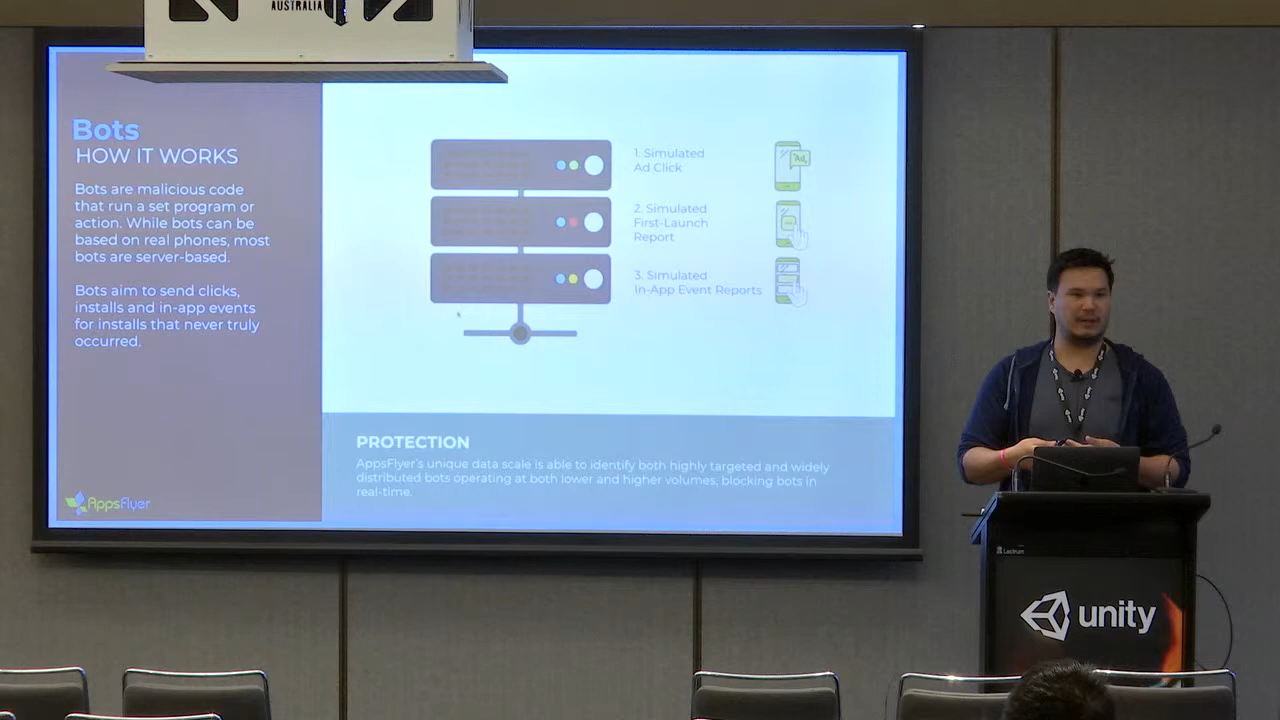 AUSTRALIA
Bots
HOW IT WORKS
Bots are malicious code
that run a set program or
action. While bots can be
based on real phones, most
bots are server-based.
Bots aim to send clicks,
installs and in-app events
for installs that never truly
occurred.
AppsFlyer
1. Simulated
Ad Click
Ad
2. Simulated
First-Launch
Report
3. Simulated
In-App Event Reports
PROTECTION
AppsFlyer's unique data scale is able to identify both highly targeted and widely
distributed bots operating at both lower and higher volumes, blocking bots in
real-time.
Lectrum
unity